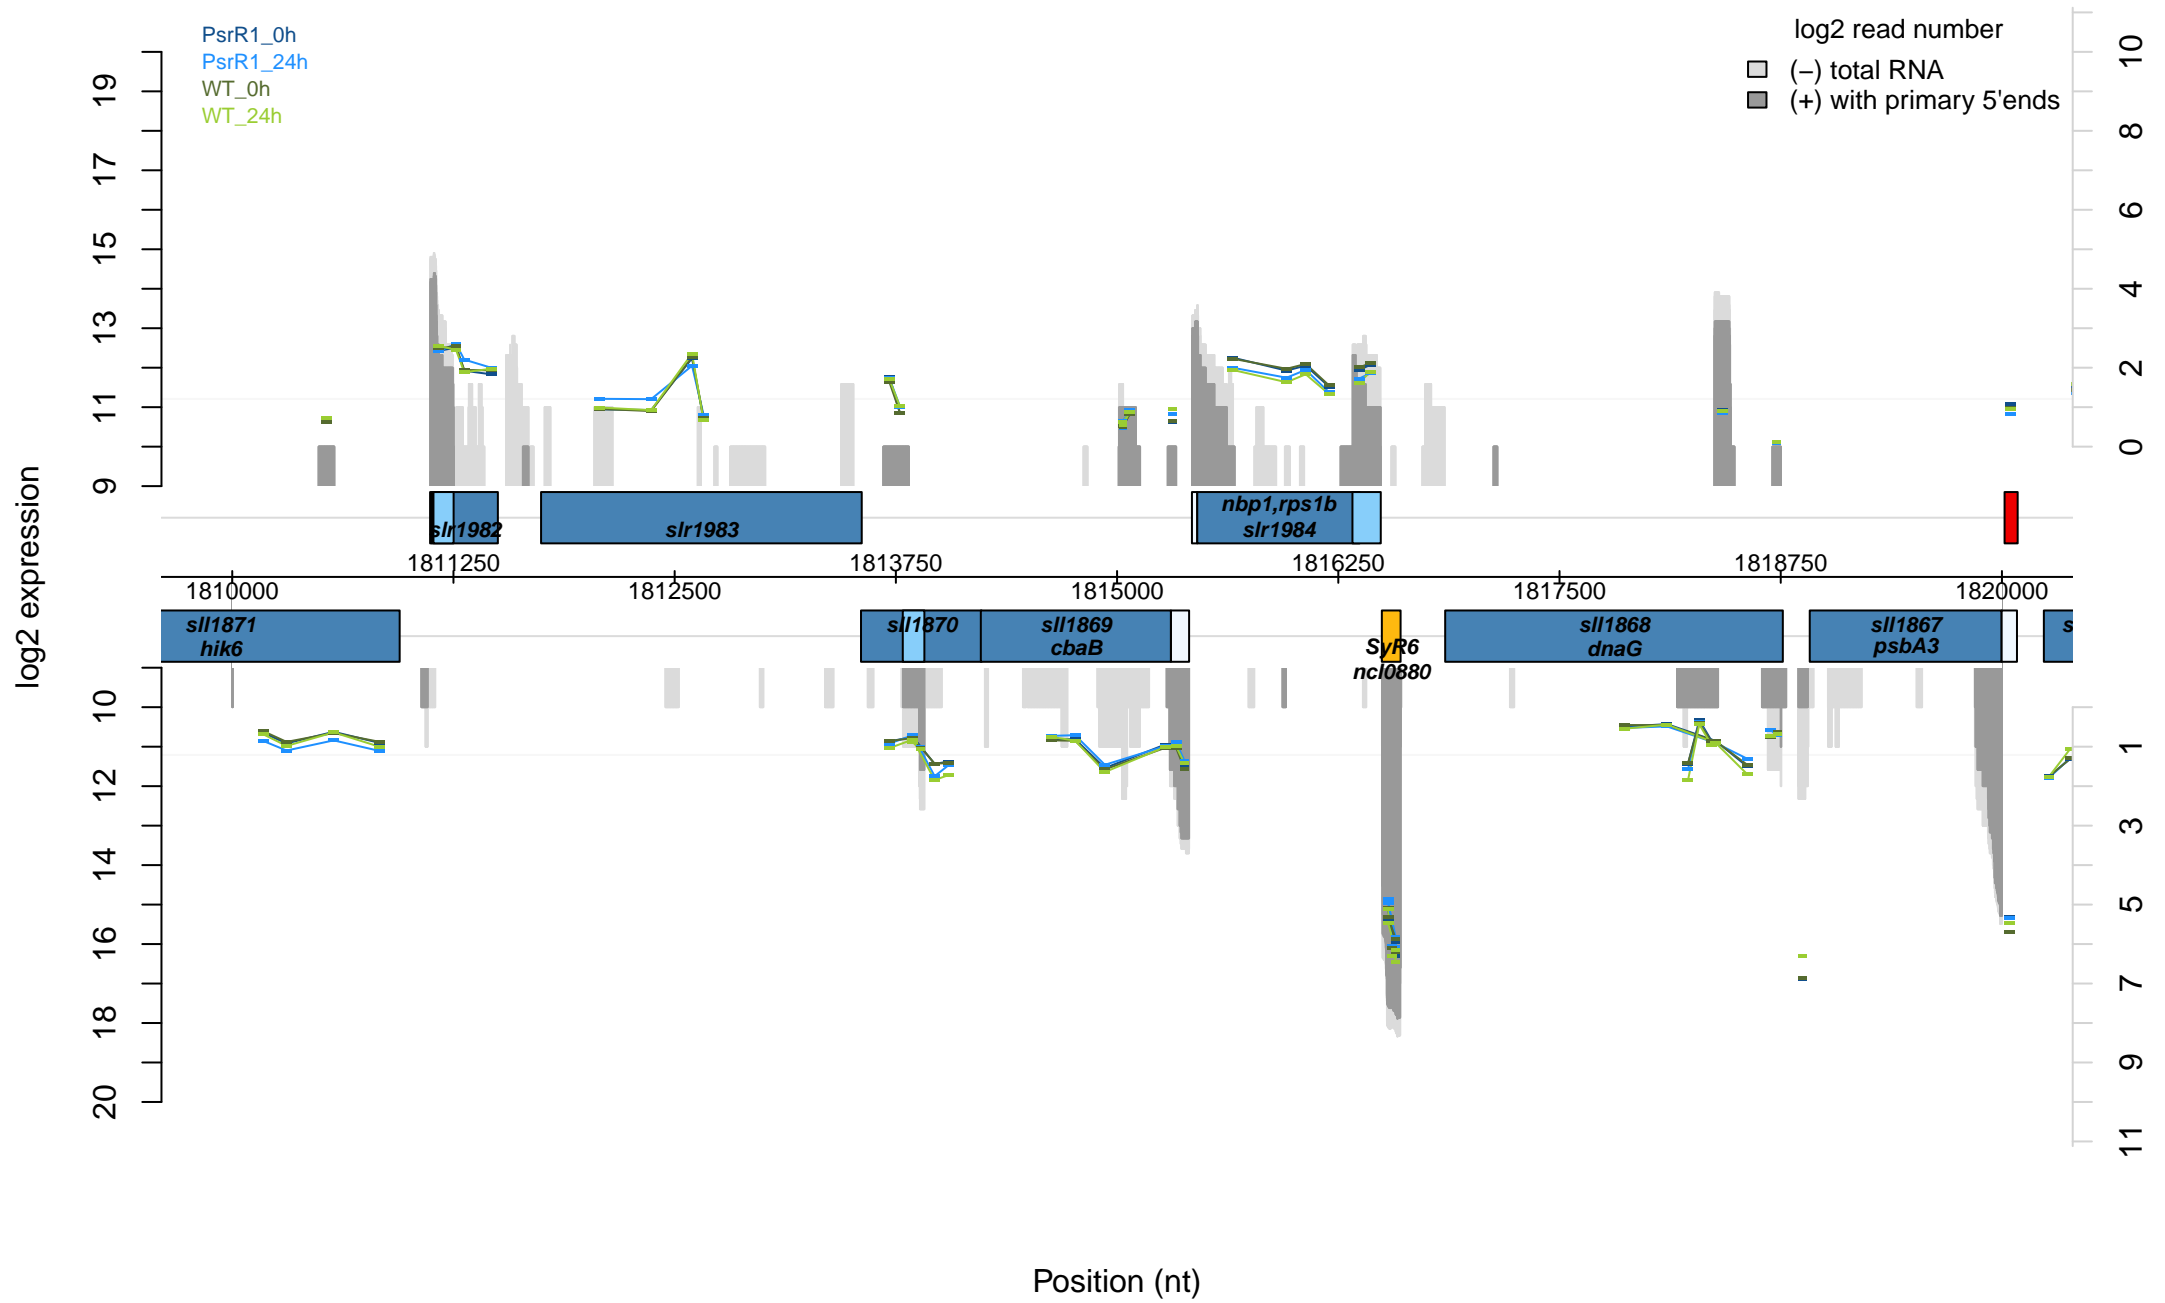 PsrR1_0h
PsrR1_24h
WT_0h
WT_24h
log2 read number
(−) total RNA
(+) with primary 5'ends
19
17
15
13
11
9
10
8
6
4
2
0
log2 expression
slr1982
slr1983
nbp1,rps1b
slr1984
1811250
1813750
1816250
1818750
1810000
1812500
1815000
1817500
1820000
sll1871
hik6
sll1870
sll1869
cbaB
SyR6
ncl0880
sll1868
dnaG
sll1867
psbA3
s
10
12
14
16
18
20
1
3
5
7
9
11
Position (nt)